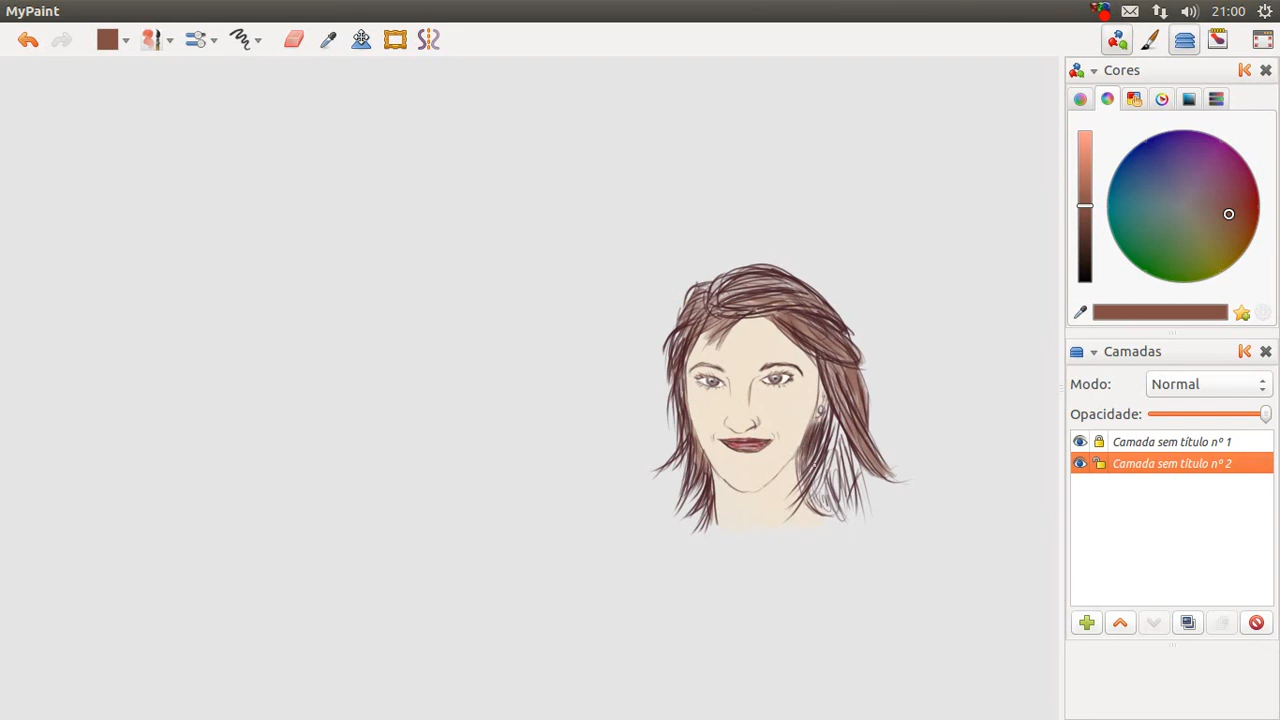 MyPaint
21:00
Cores
Camadas
Modo:
Normal
Opacidade:
Camada sem título nº 1
Camada sem título nº 2